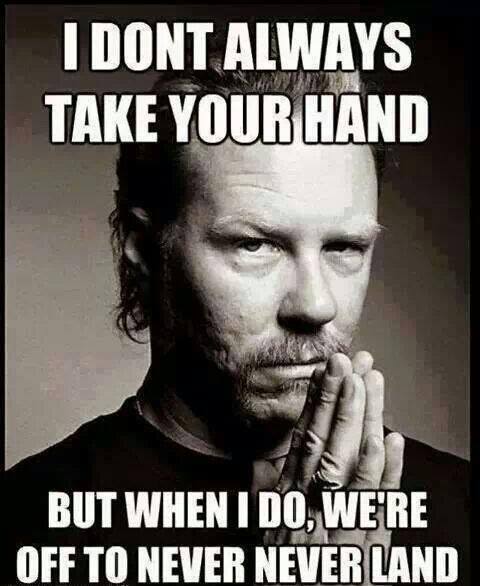 I DONT ALWAYS
TAKE YOUR HAND
BUT WHEN I DO, WE'RE
OFF TO NEVER NEVER LAND